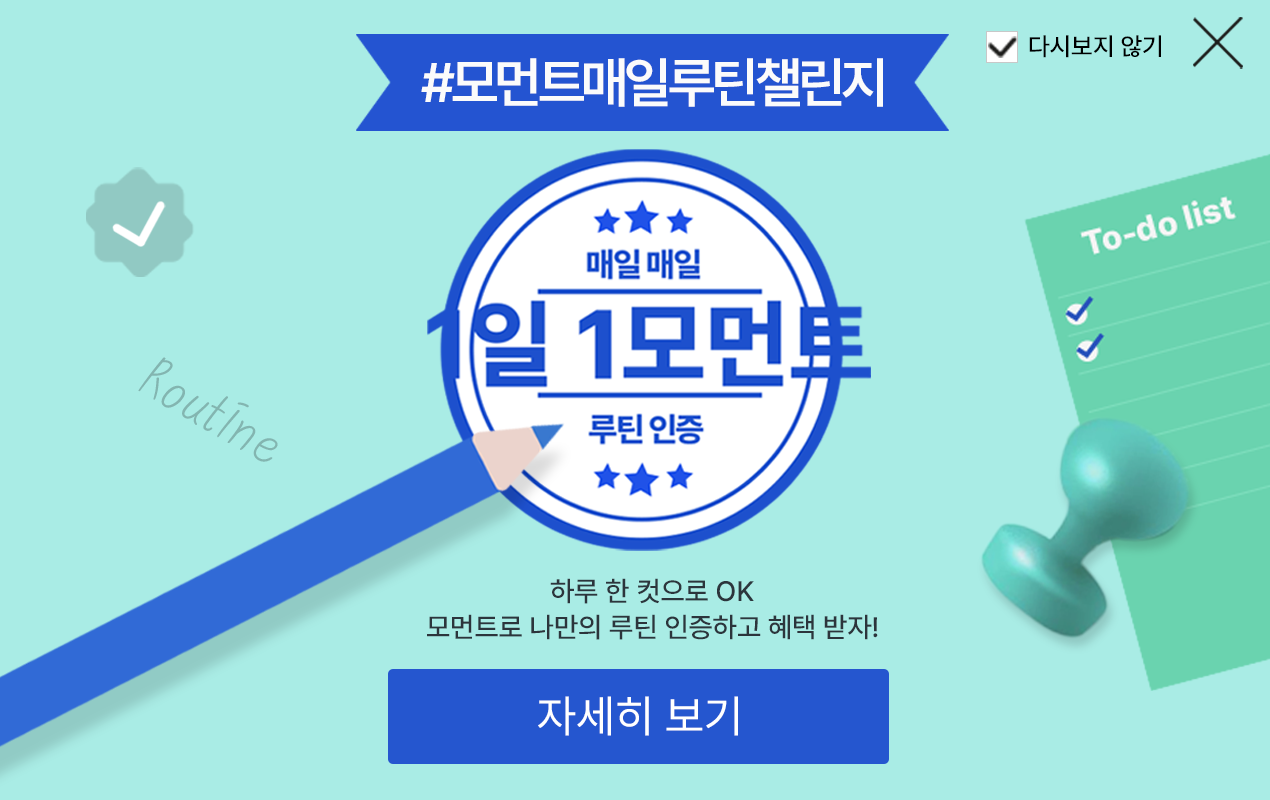 다시보지 않기
#모먼트매일루틴챌린지
매일 매일
1일 1모먼트
루틴 인증
To-do list
Routine
하루 한 컷으로 OK
모먼트로 나만의 루틴 인증하고 혜택 받자!
자세히 보기